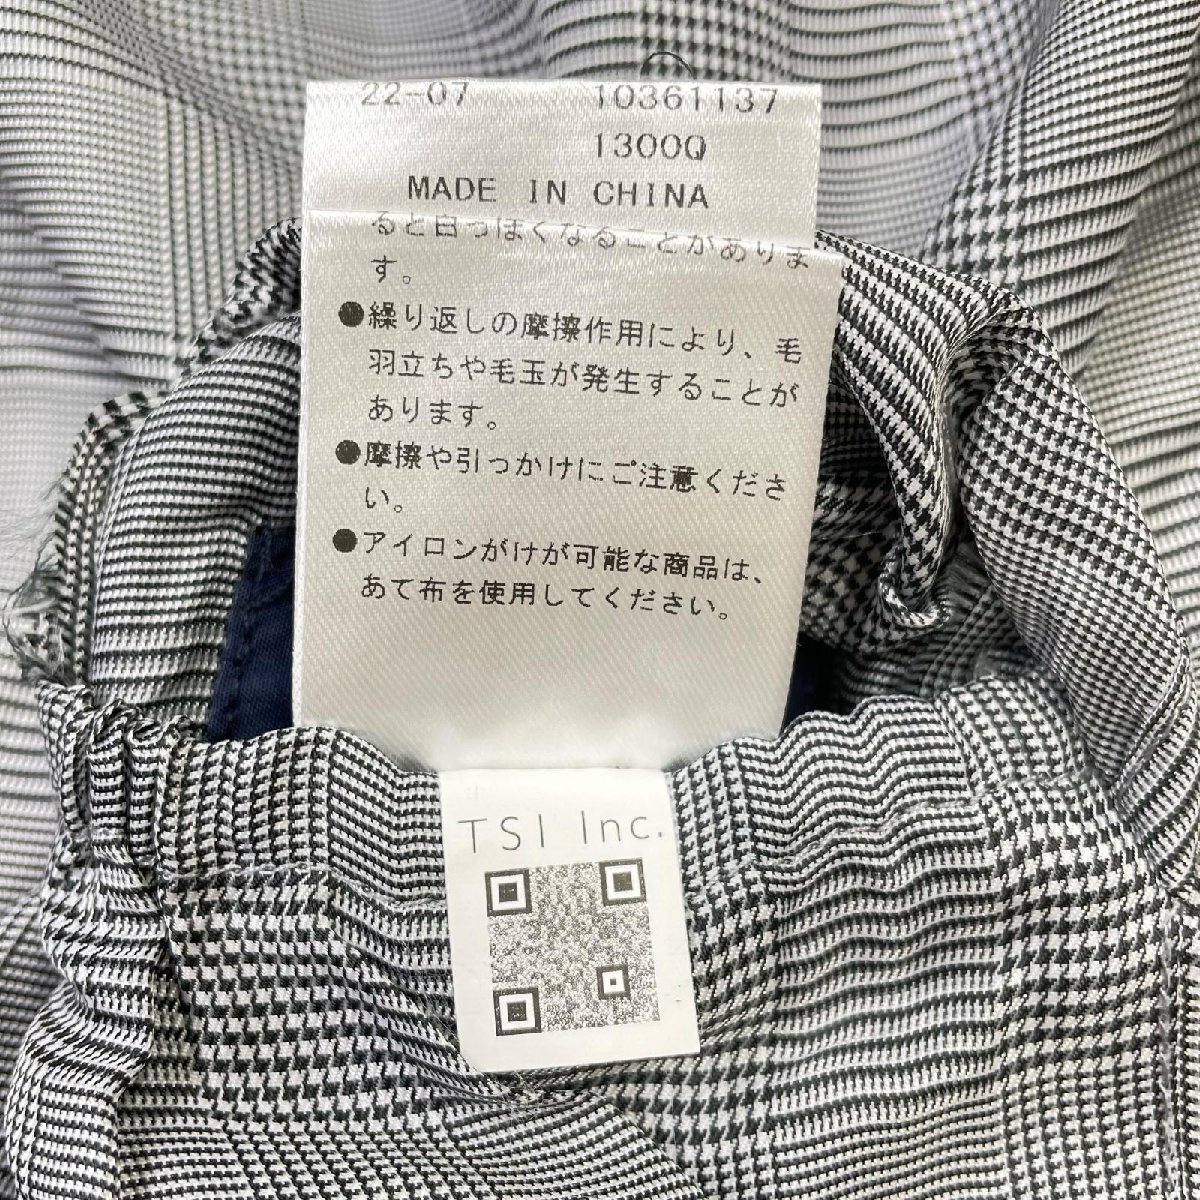 22-07 10361137
1300Q
MADE IN CHINA
ると白っぽくなることがありま
す。
●繰り返しの摩擦作用により、毛
羽立ちや毛玉が発生することが
あります。
●摩擦や引っかけにご注意くださ
い。
●アイロンがけが可能な商品は、
あて布を使用してください。
TSI Inc.